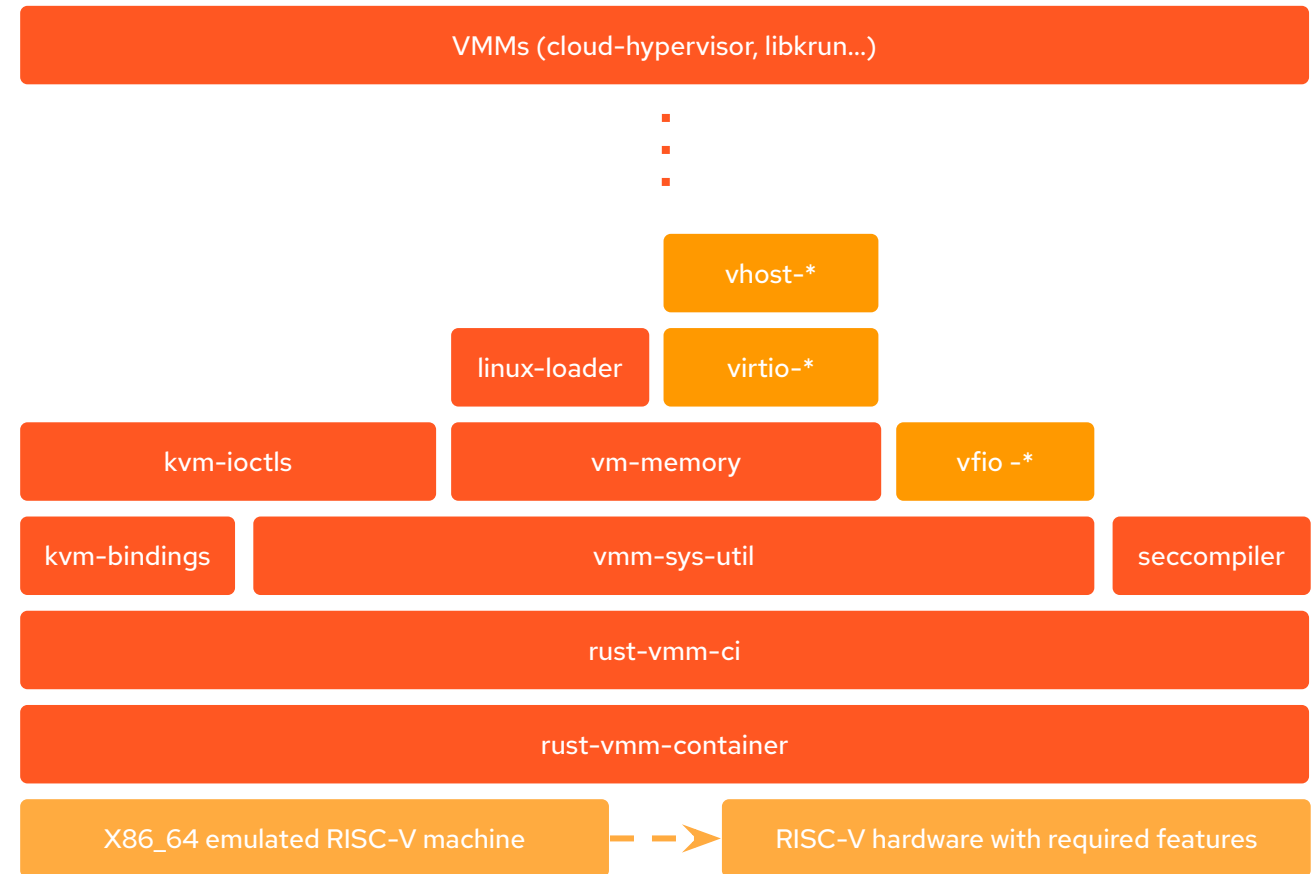 VMMs (cloud-hypervisor, libkrun...)
vhost-*
linux-loader
virtio-*
kvm-ioctls
vm-memory
vfio -*
kvm-bindings
vmm-sys-util
seccompiler
rust-vmm-ci
rust-vmm-container
X86_64 emulated RISC-V machine
RISC-V hardware with required features